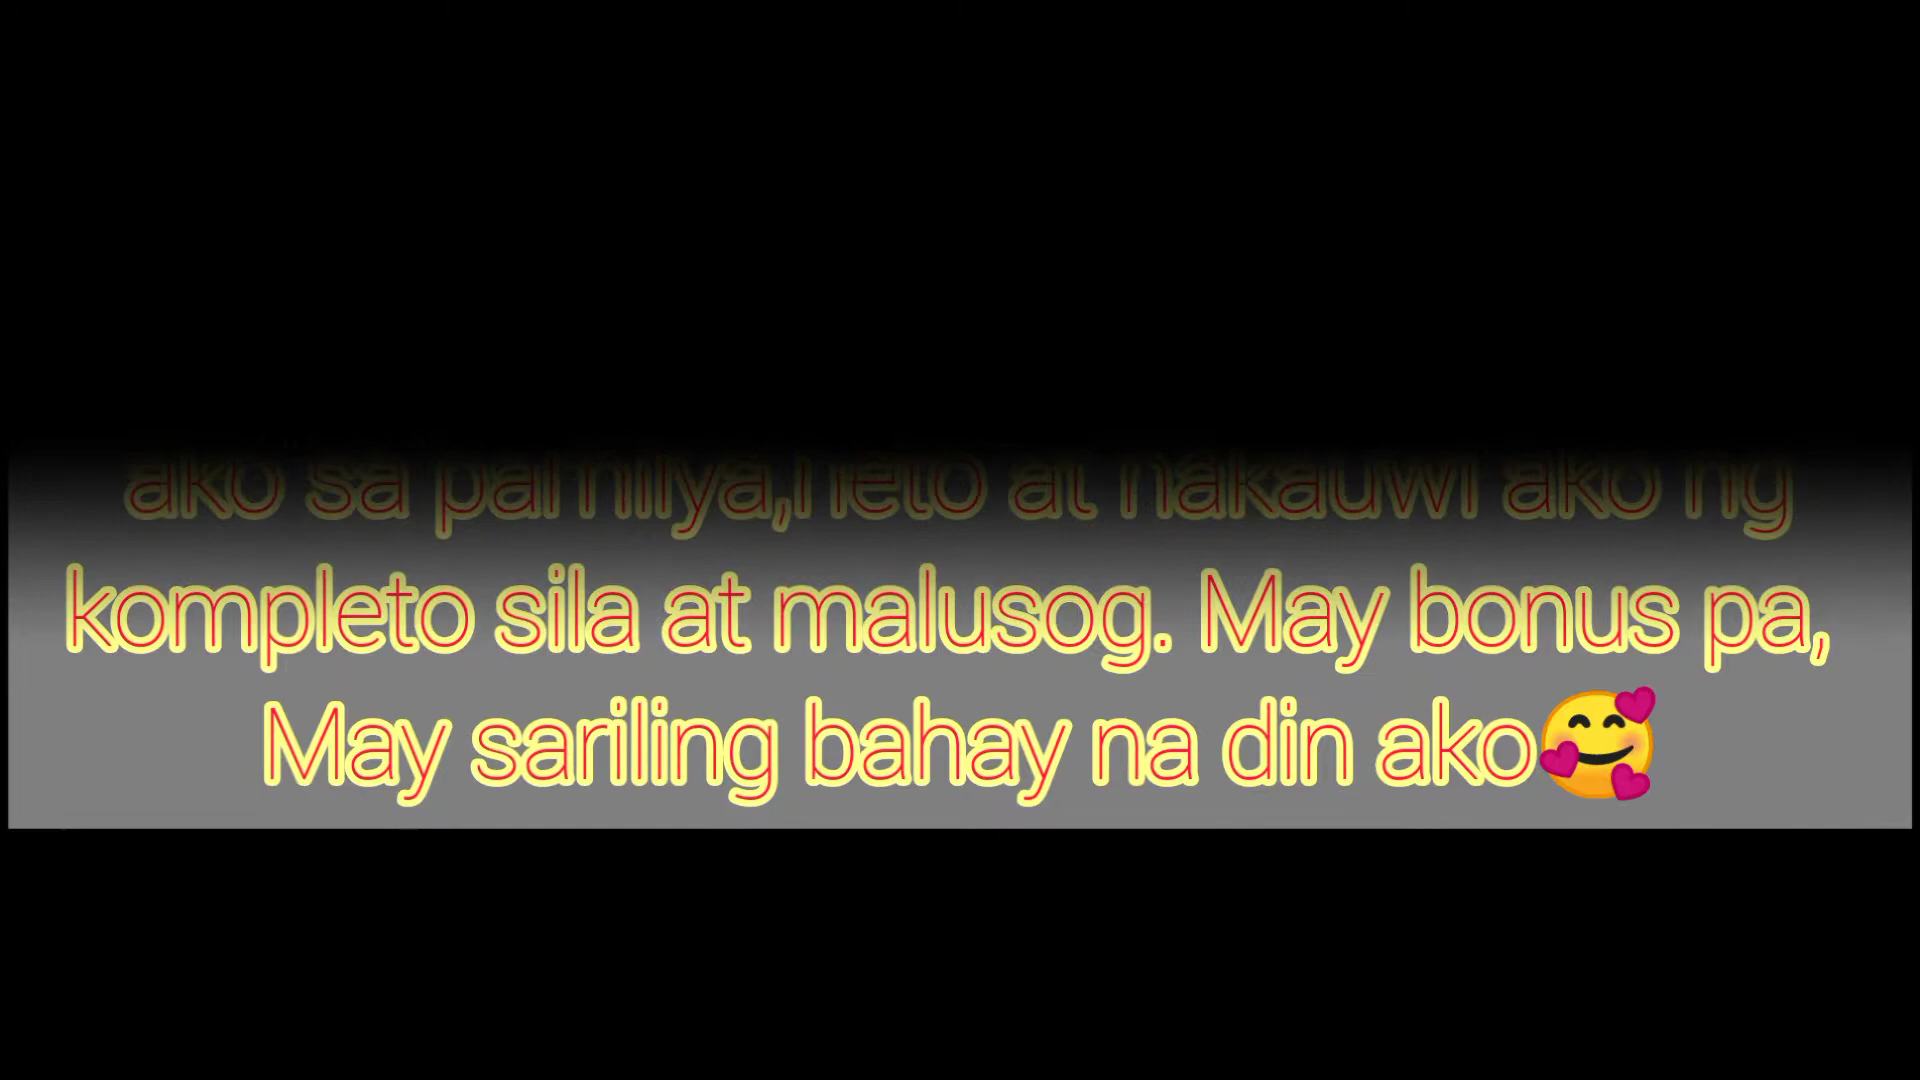 ako sa pamilya,heto at nakauwi ako ng
kompleto sila at malusog. May bonus pa,
May sariling bahay na din ako🥰